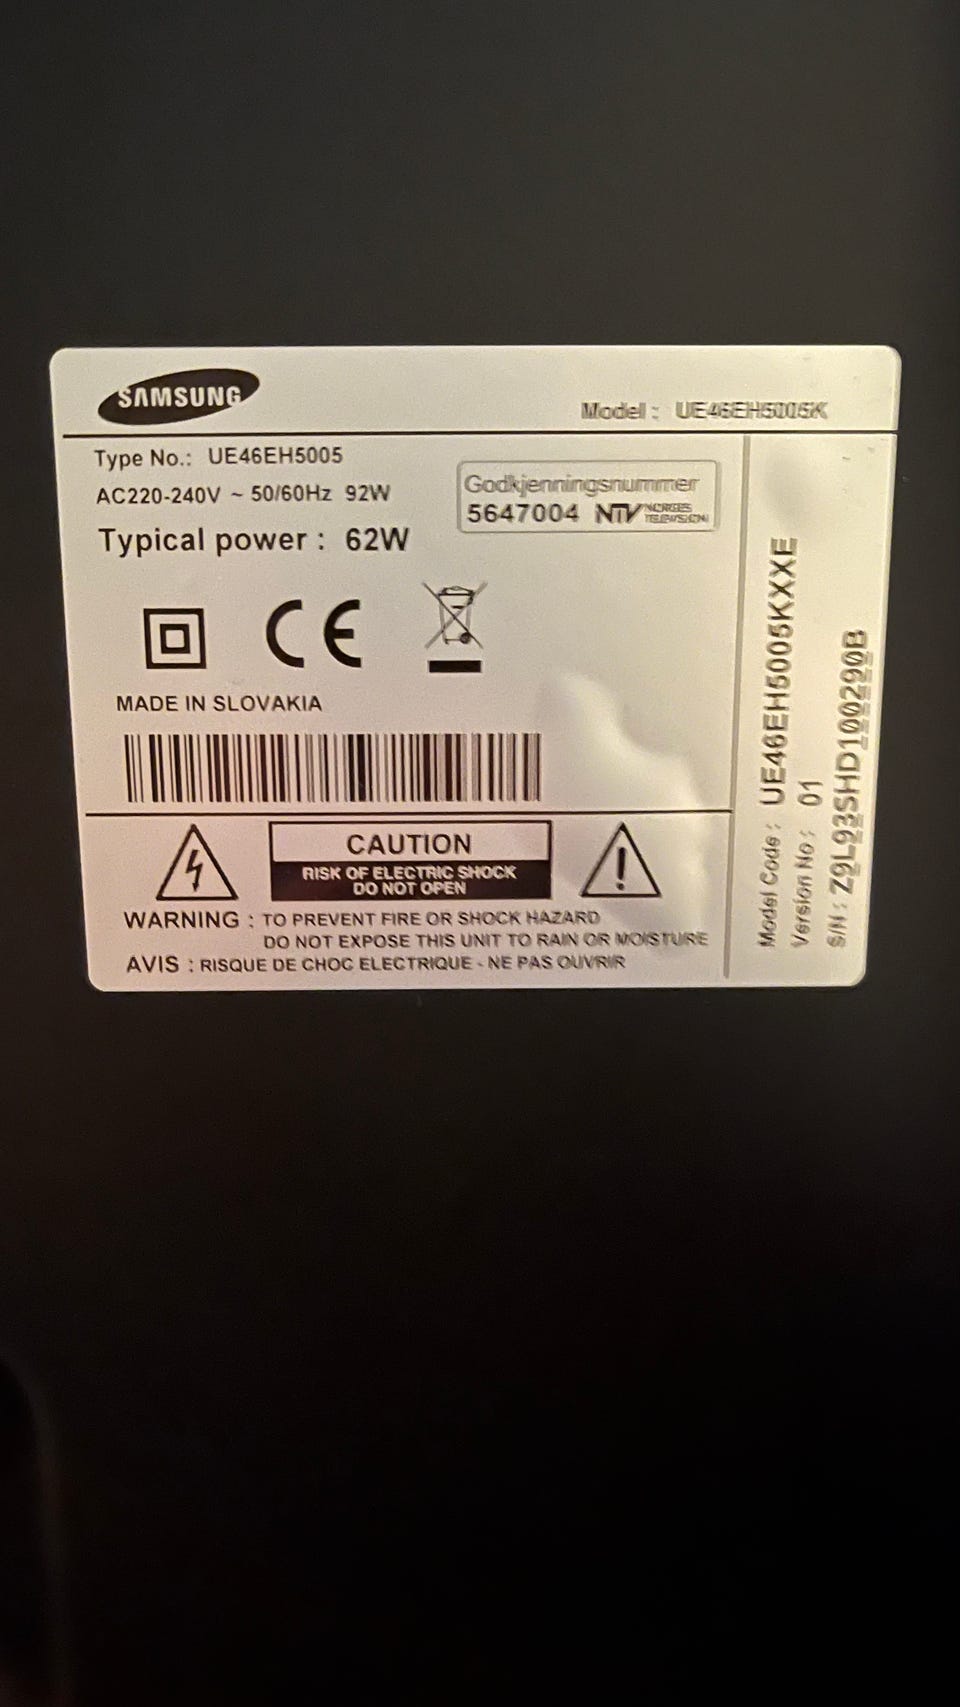 SAMSUNG
Model : UE46EH5005K
Type No.: UE46EH5005
AC220-240V ~ 50/60Hz 92W
Typical power : 62W
Godkjenningsnummer
5647004 NTV NORGES TELEVISION
CE
MADE IN SLOVAKIA
CAUTION
RISK OF ELECTRIC SHOCK
DO NOT OPEN
WARNING : TO PREVENT FIRE OR SHOCK HAZARD
DO NOT EXPOSE THIS UNIT TO RAIN OR MOISTURE
AVIS : RISQUE DE CHOC ELECTRIQUE - NE PAS OUVRIR
Model Code : UE46EH5005KXXE
Version No : 01
S/N : Z9L93SHD100290B